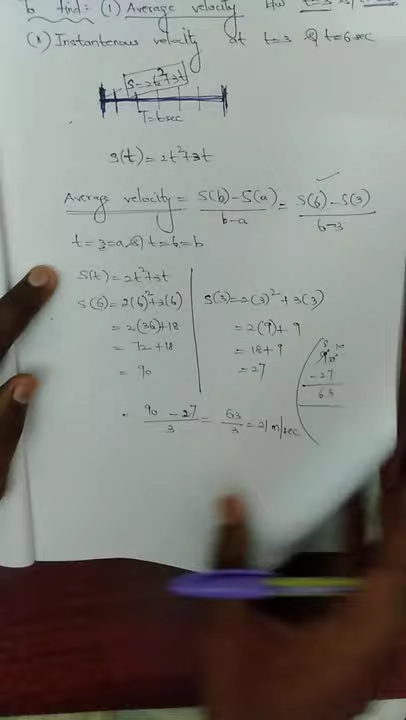 To find: (1) Average velocity b/w t=3 &
(2) Instantenous velocity at t=3 & t=6 sec
S=2t²+3t
T=t sec
S(t)=2t²+3t
Average velocity = S(b)-S(a)/b-a = S(6)-S(3)/6-3
t=3=a, & t=6=b
S(t)=2t²+3t
S(6)=2(6)²+3(6) S(3)=2(3)²+3(3)
=2(36)+18 =2(9)+9
=72+18 =18+9
=90 =27
-27
63
= 90-27/3 = 63/3 = 21 m/sec